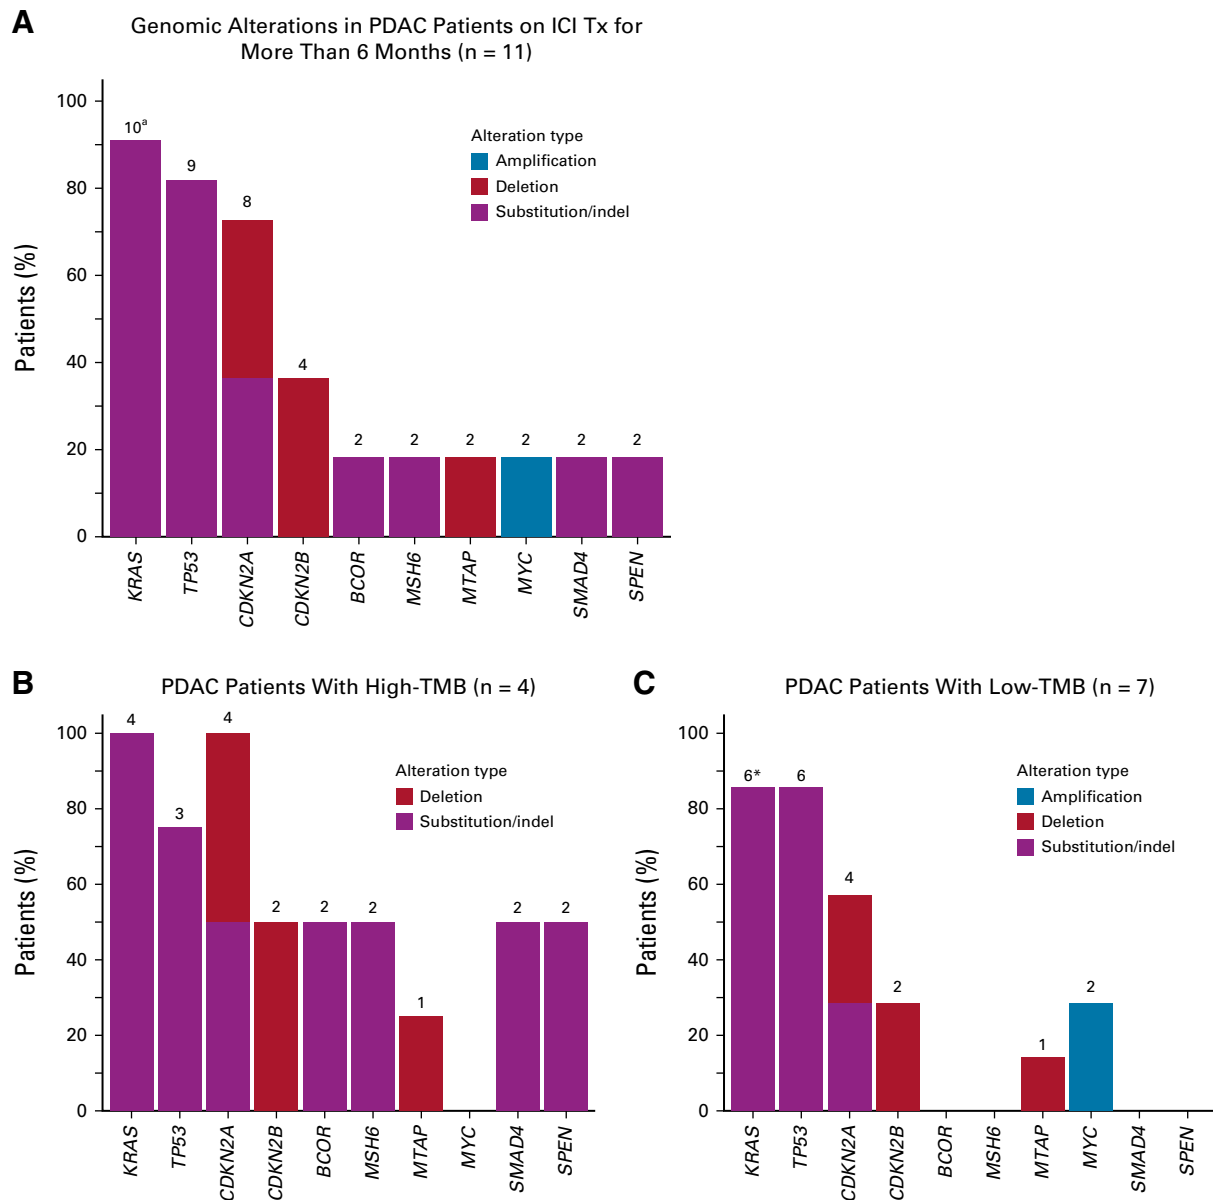 A
Genomic Alterations in PDAC Patients on ICI Tx for
More Than 6 Months (n = 11)
Patients (%)
100
80
60
40
20
0
10ª
9
8
4
2
2
2
2
2
2
Alteration type
Amplification
Deletion
Substitution/indel
KRAS
TP53
CDKN2A
CDKN2B
BCOR
MSH6
MTAP
MYC
SMAD4
SPEN
B
PDAC Patients With High-TMB (n = 4)
Patients (%)
100
80
60
40
20
0
4
3
4
2
2
2
1
2
2
Alteration type
Deletion
Substitution/indel
KRAS
TP53
CDKN2A
CDKN2B
BCOR
MSH6
MTAP
MYC
SMAD4
SPEN
C
PDAC Patients With Low-TMB (n = 7)
Patients (%)
100
80
60
40
20
0
6*
6
4
2
1
2
Alteration type
Amplification
Deletion
Substitution/indel
KRAS
TP53
CDKN2A
CDKN2B
BCOR
MSH6
MTAP
MYC
SMAD4
SPEN